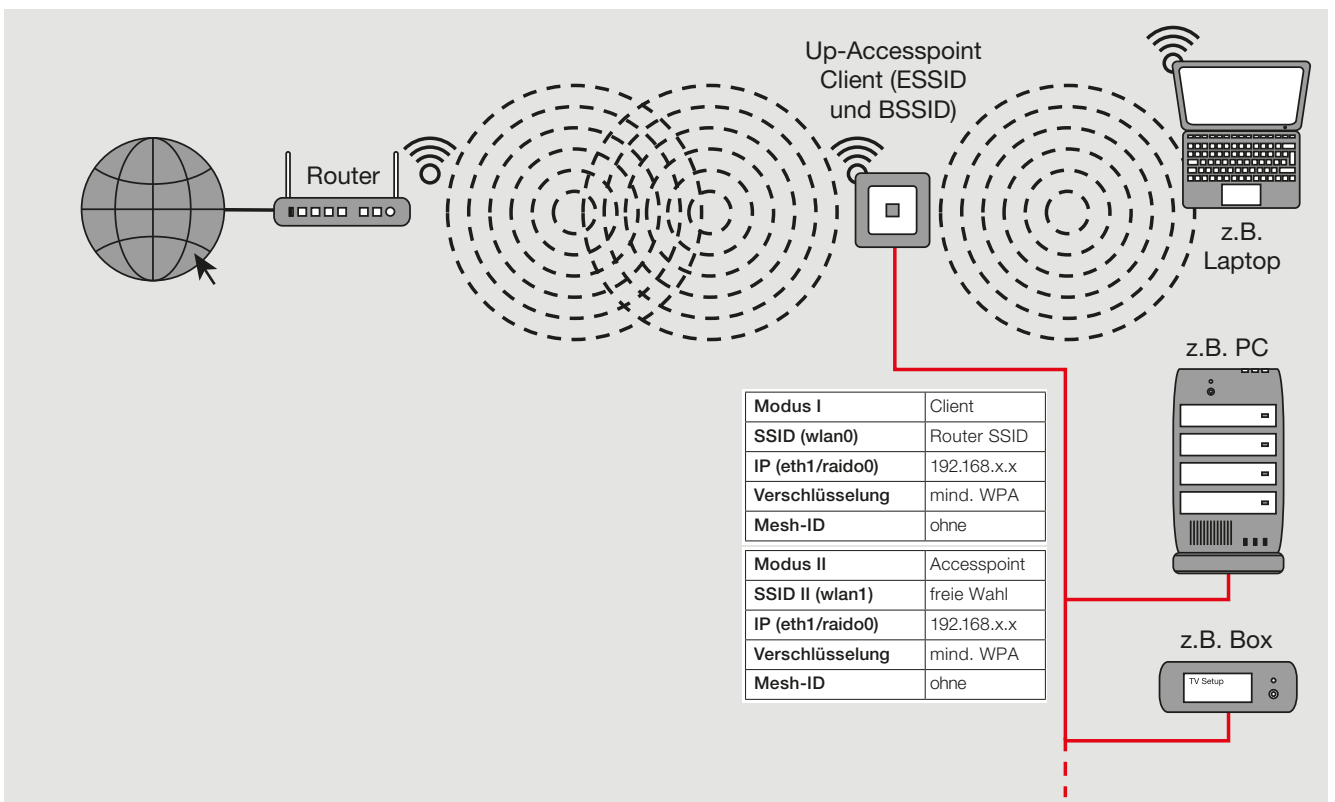 Up-Accesspoint
Client (ESSID
und BSSID)
Router
z.B.
Laptop
z.B. PC
Modus I Client
SSID (wlan0) Router SSID
IP (eth1/raido0) 192.168.x.x
Verschlüsselung mind. WPA
Mesh-ID ohne
Modus II Accesspoint
SSID II (wlan1) freie Wahl
IP (eth1/raido0) 192.168.x.x
Verschlüsselung mind. WPA
Mesh-ID ohne
z.B. Box
TV Setup